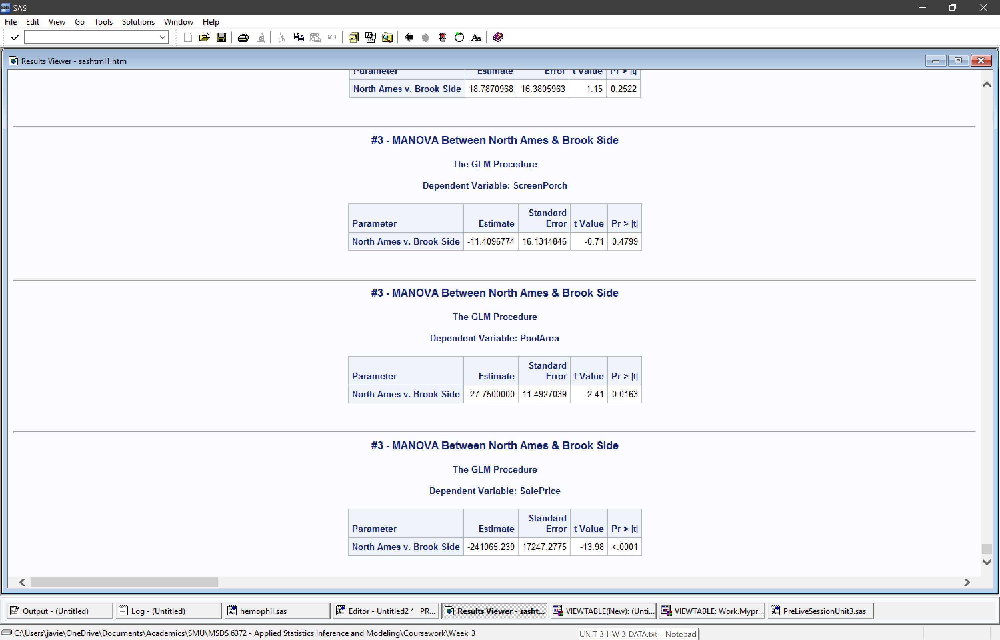 SAS
File Edit View Go Tools Solutions Window Help
Results Viewer - sashtml1.htm
Parameter Estimate Error t Value Pr > |t|
North Ames v. Brook Side 18.7870968 16.3805963 1.15 0.2522
#3 - MANOVA Between North Ames & Brook Side
The GLM Procedure
Dependent Variable: ScreenPorch
Standard
Parameter Estimate Error t Value Pr > |t|
North Ames v. Brook Side -11.4096774 16.1314846 -0.71 0.4799
#3 - MANOVA Between North Ames & Brook Side
The GLM Procedure
Dependent Variable: PoolArea
Standard
Parameter Estimate Error t Value Pr > |t|
North Ames v. Brook Side -27.7500000 11.4927039 -2.41 0.0163
#3 - MANOVA Between North Ames & Brook Side
The GLM Procedure
Dependent Variable: SalePrice
Standard
Parameter Estimate Error t Value Pr > |t|
North Ames v. Brook Side -241065.239 17247.2775 -13.98 <.0001
Output - (Untitled) Log - (Untitled) hemophil.sas Editor - Untitled2 * PR... Results Viewer - sasht... VIEWTABLE(New): (Unti... VIEWTABLE: Work.Mypr... PreLiveSessionUnit3.sas
C:\Users\javie\OneDrive\Documents\Academics\SMU\MSDS 6372 - Applied Statistics Inference and Modeling\Coursework\Week_3
UNIT 3 HW 3 DATA.txt - Notepad